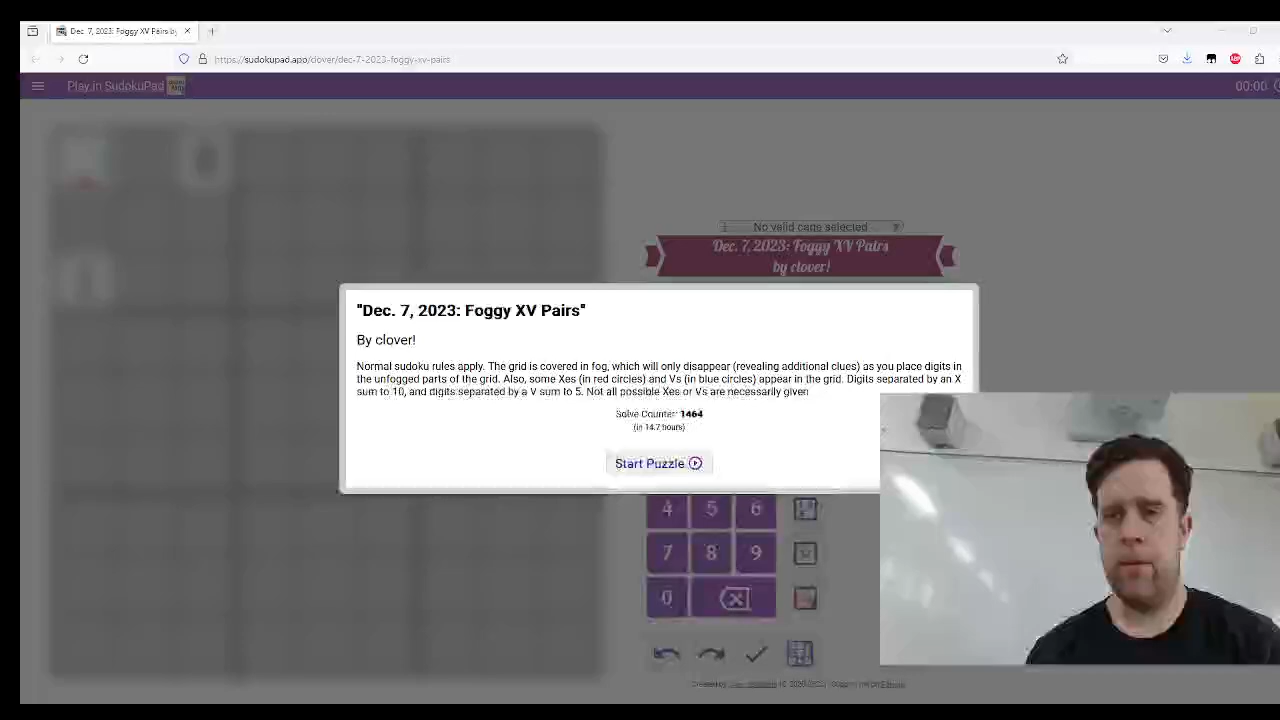 Dec. 7, 2023: Foggy XV Pairs by
https://sudokupad.app/clover/dec-7-2023-foggy-xv-pairs
Play in SudokuPad
00:00
No valid cage selected
Dec. 7, 2023: Foggy XV Pairs
by clover!
"Dec. 7, 2023: Foggy XV Pairs"
By clover!
Normal sudoku rules apply. The grid is covered in fog, which will only disappear (revealing additional clues) as you place digits in
the unfogged parts of the grid. Also, some Xes (in red circles) and Vs (in blue circles) appear in the grid. Digits separated by an X
sum to 10, and digits separated by a V sum to 5. Not all possible Xes or Vs are necessarily given
Solve Counter: 1464
(in 14.7 hours)
Start Puzzle
4 5 6
7 8 9
0